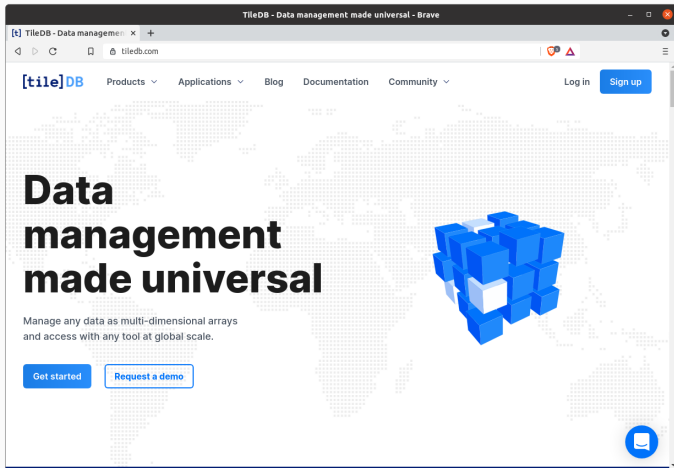 TileDB - Data management made universal - Brave
[t] TileDB - Data managemen × +
tiledb.com
[tile]DB Products Applications Blog Documentation Community Log in Sign up
Data
management
made universal
Manage any data as multi-dimensional arrays
and access with any tool at global scale.
Get started Request a demo